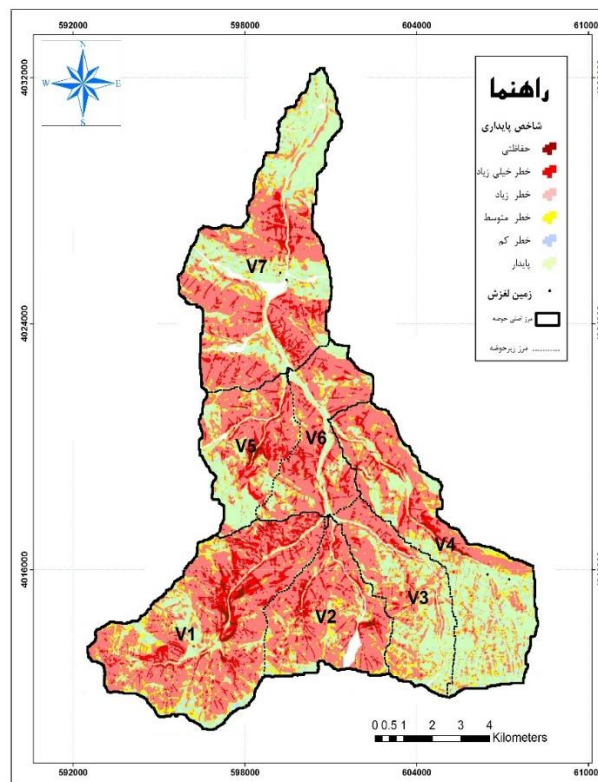 592000
598000
604000
61000
N
W
E
S
4032000
4024000
4016000
راهنما
شاخص پایداری
حفاظتی
خطر خیلی زیاد
خطر زیاد
خطر متوسط
خطر کم
پایدار
زمین لغزش
مرز اصلی حوضه
مرز زیرحوضه
V7
V6
V5
V4
V3
V2
V1
0 0.5 1 2 3 4
Kilometers
592000
598000
604000
61000